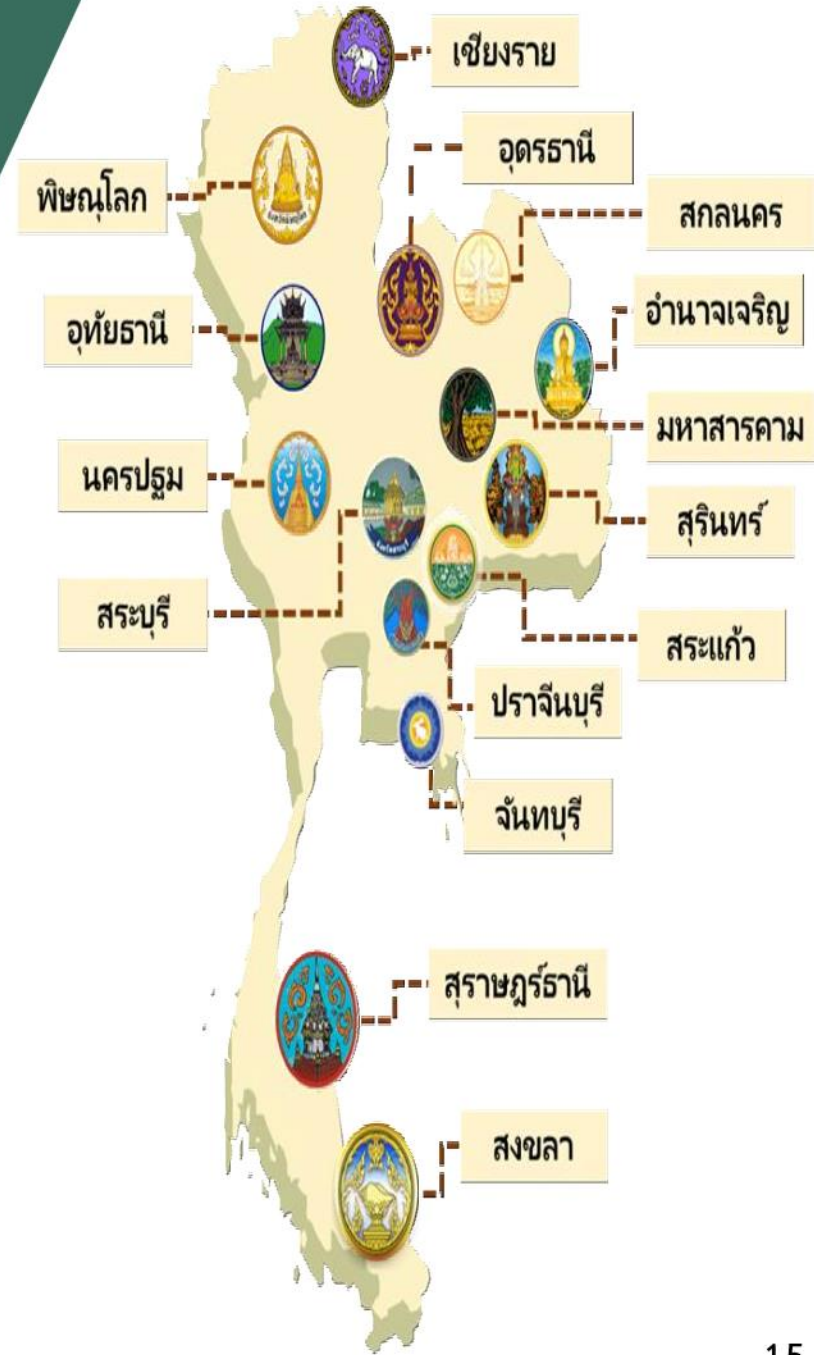 เชียงราย
อุดรธานี
พิษณุโลก
สกลนคร
อุทัยธานี
อำนาจเจริญ
มหาสารคาม
นครปฐม
สุรินทร์
สระบุรี
สระแก้ว
ปราจีนบุรี
จันทบุรี
สุราษฎร์ธานี
สงขลา
15